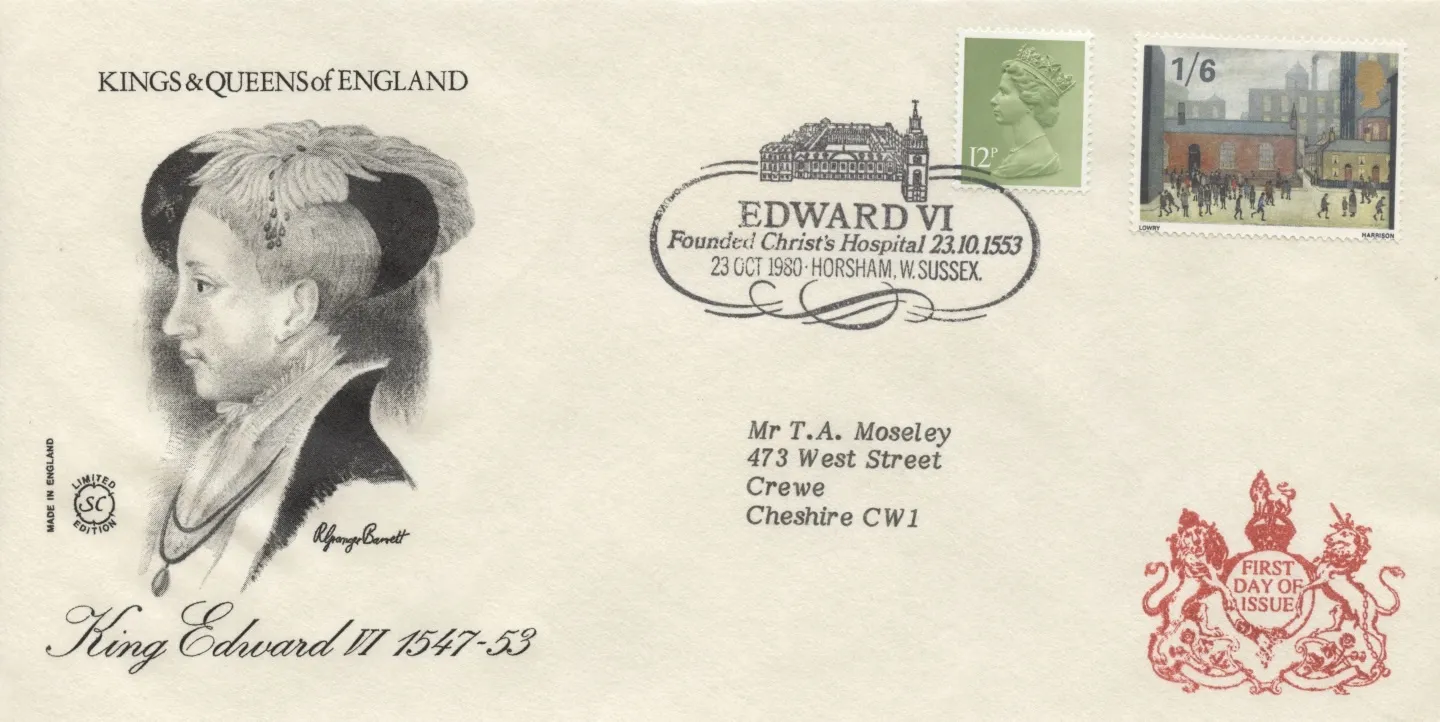 KINGS & QUEENS of ENGLAND
12P
1/6
LOWRY
HARRISON
EDWARD VI
Founded Christ's Hospital 23.10.1553
23 OCT 1980·HORSHAM, W. SUSSEX.
Mr T.A. Moseley
473 West Street
Crewe
Cheshire CW1
MADE IN ENGLAND
LIMITED
SC
EDITION
R Granger Barrett
King Edward VI 1547-53
FIRST
DAY OF
ISSUE